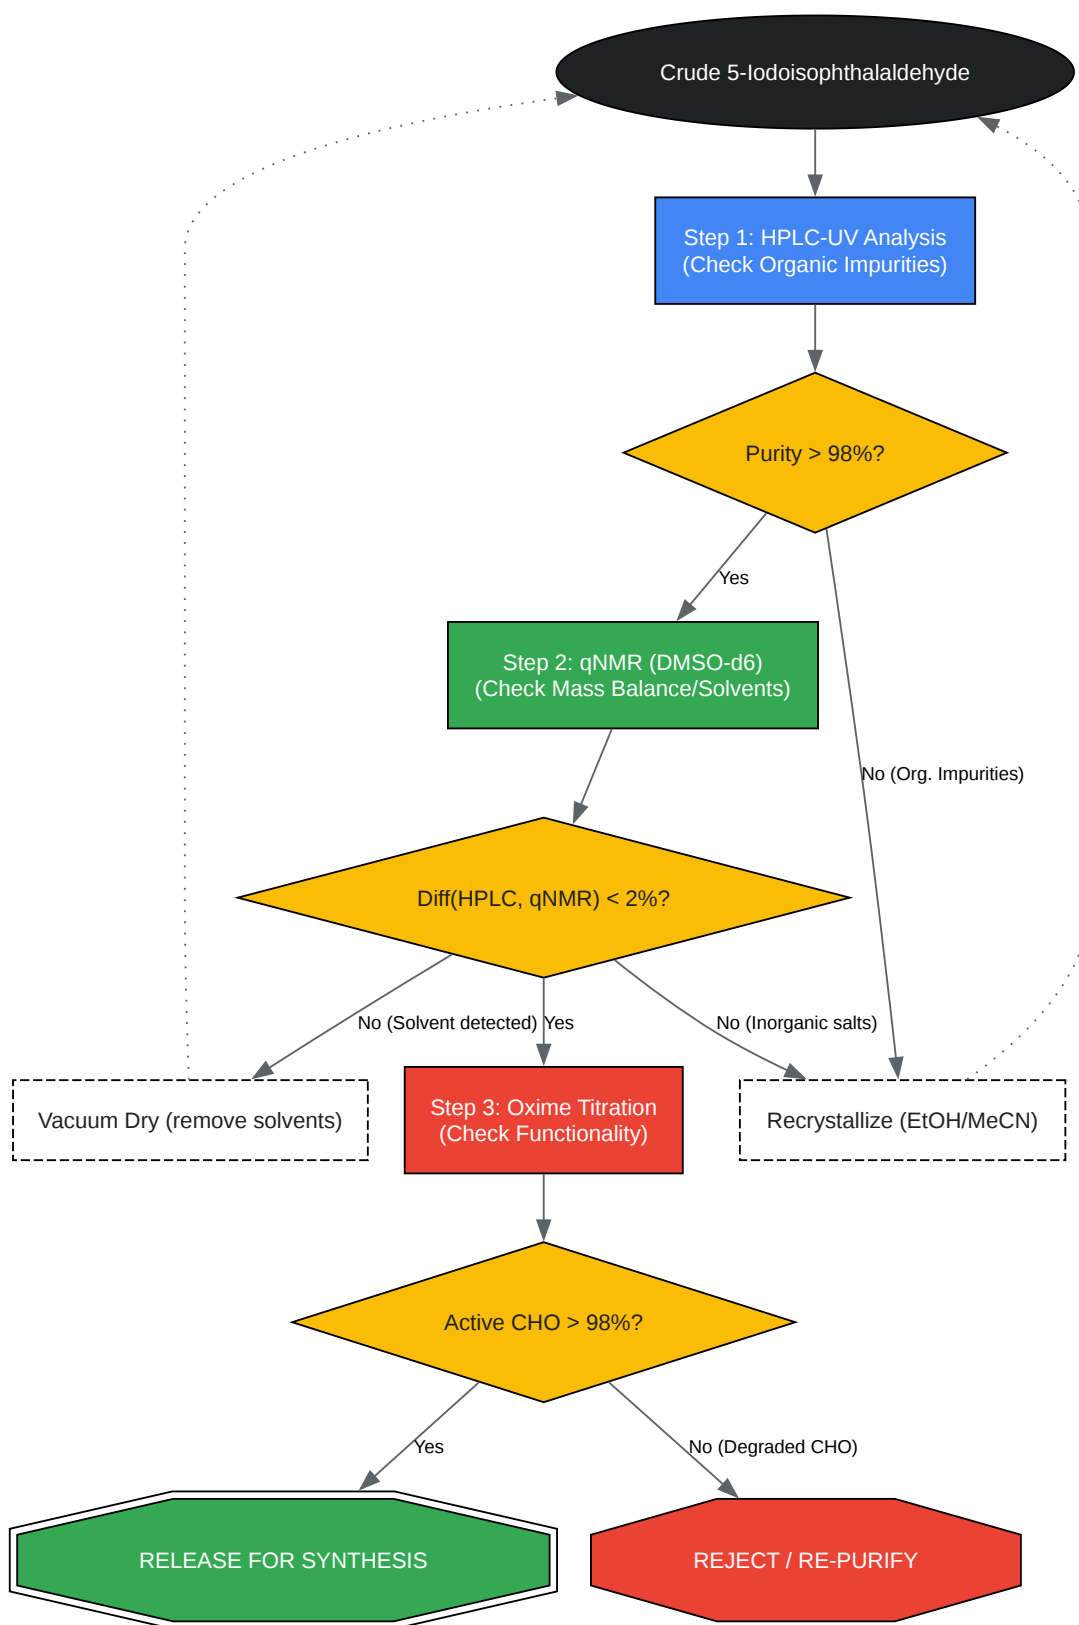 Crude 5-Iodoisophthalaldehyde
Step 1: HPLC-UV Analysis
(Check Organic Impurities)
Purity > 98%?
Yes
Step 2: qNMR (DMSO-d6)
(Check Mass Balance/Solvents)
No (Org. Impurities)
Diff(HPLC, qNMR) < 2%?
No (Solvent detected)
Yes
No (Inorganic salts)
Vacuum Dry (remove solvents)
Step 3: Oxime Titration
(Check Functionality)
Recrystallize (EtOH/MeCN)
Active CHO > 98%?
Yes
No (Degraded CHO)
RELEASE FOR SYNTHESIS
REJECT / RE-PURIFY